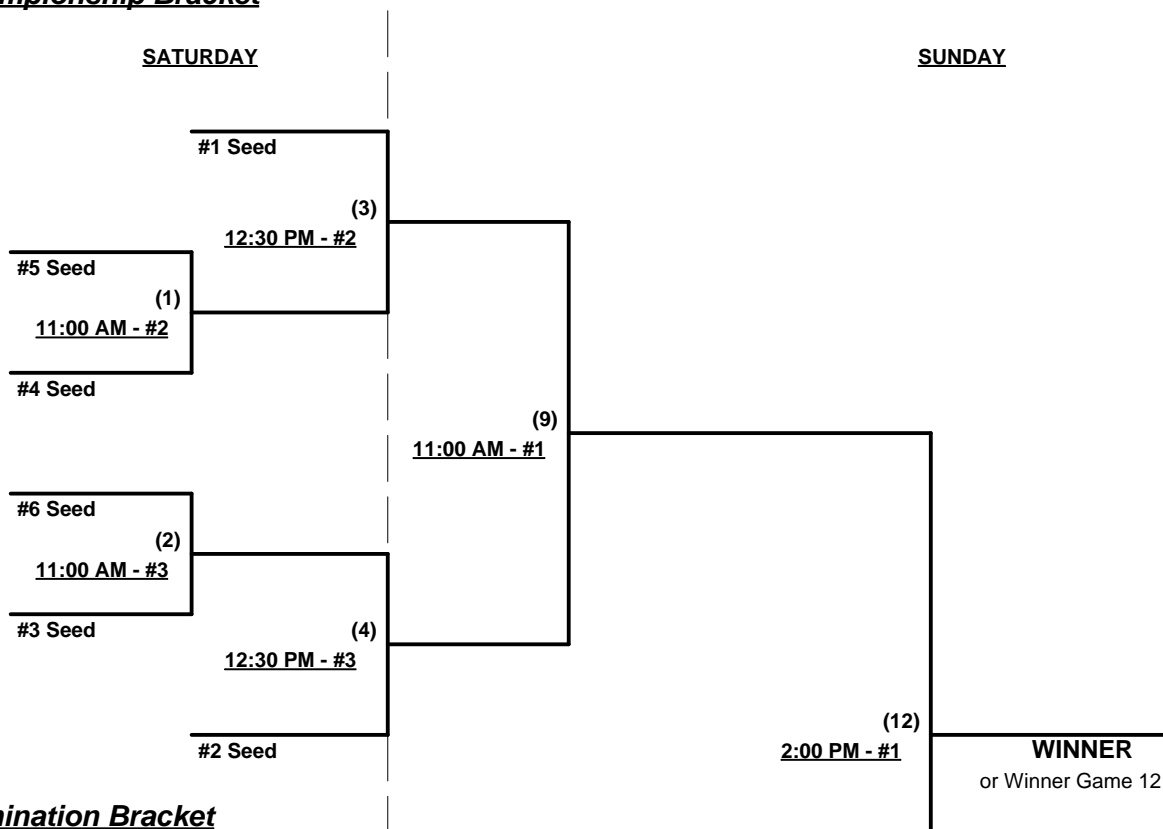 Bracket
SATURDAY
SUNDAY
#1 Seed
(3)
12:30 PM - #2
#5 Seed
(1)
11:00 AM - #2
#4 Seed
(9)
11:00 AM - #1
#6 Seed
(2)
11:00 AM - #3
#3 Seed
(4)
12:30 PM - #3
#2 Seed
(12)
2:00 PM - #1
WINNER
or Winner Game 12
Bracket